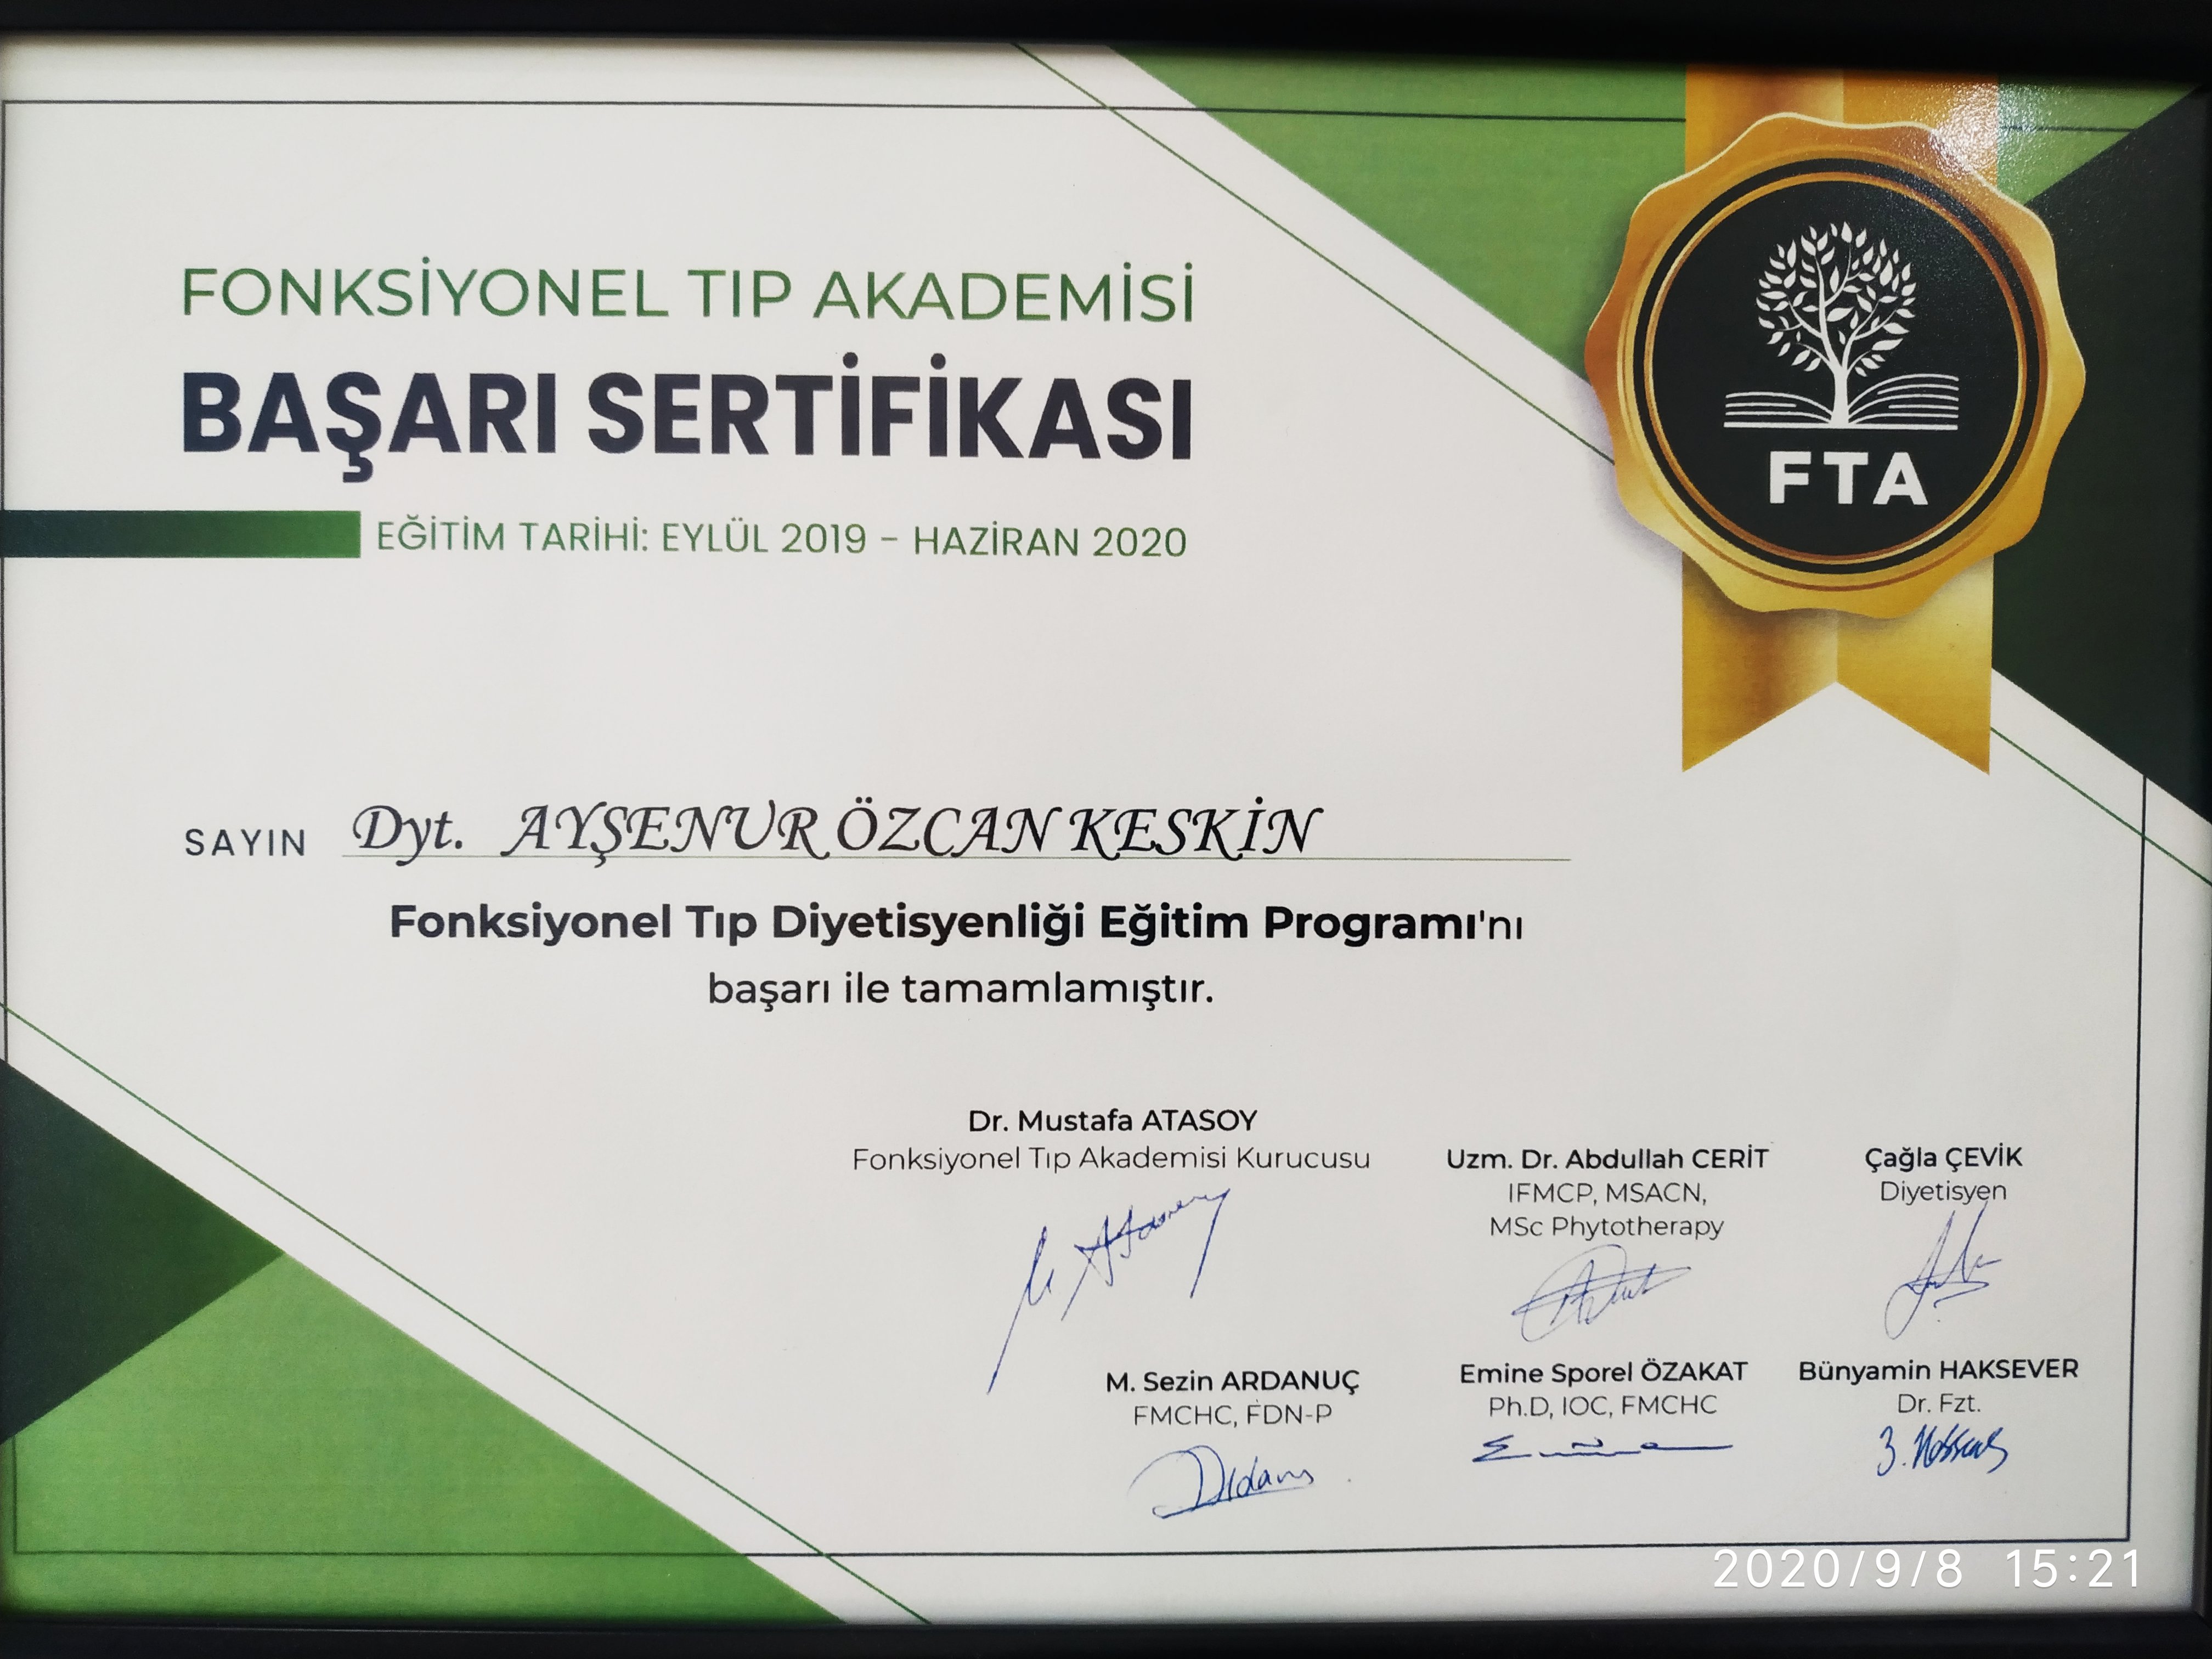 FONKSİYONEL TIP AKADEMİSİ
BAŞARI SERTİFİKASI
EĞİTİM TARİHİ: EYLÜL 2019 - HAZİRAN 2020
FTA
SAYIN Dyt. AYŞENUR ÖZCAN KESKİN
Fonksiyonel Tıp Diyetisyenliği Eğitim Programı'nı
başarı ile tamamlamıştır.
Dr. Mustafa ATASOY
Fonksiyonel Tıp Akademisi Kurucusu
Uzm. Dr. Abdullah CERİT
IFMCP, MSACN,
MSc Phytotherapy
Çağla ÇEVİK
Diyetisyen
M. Sezin ARDANUÇ
FMCHC, FDN-P
Emine Sporel ÖZAKAT
Ph.D, IOC, FMCHC
Bünyamin HAKSEVER
Dr. Fzt.
2020/9/8 15:21